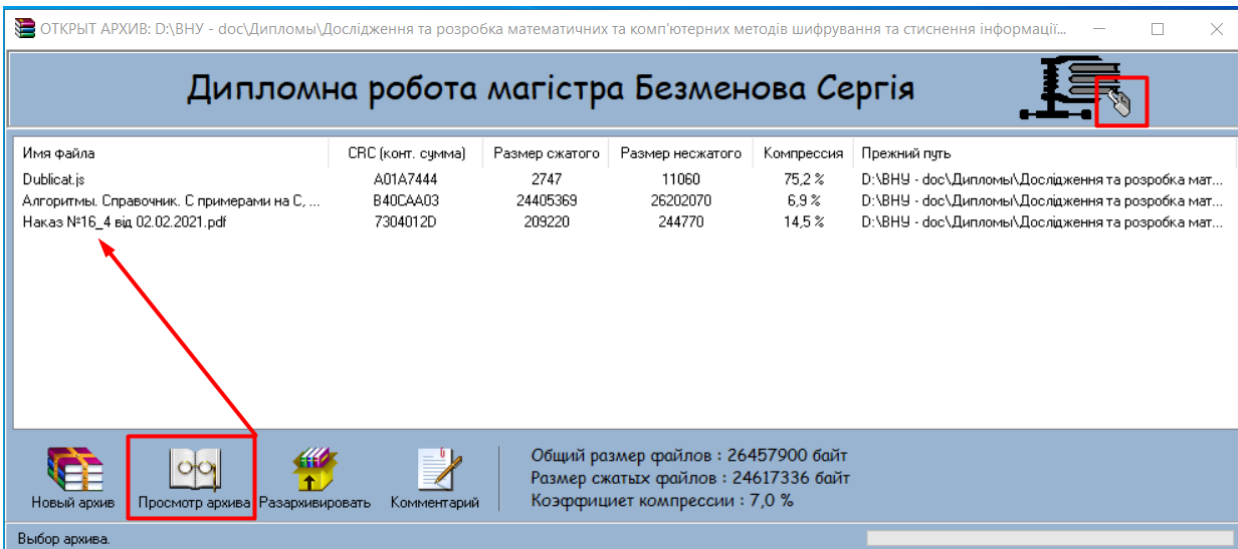 ОТКРЫТ АРХИВ: D:\ВНУ - doc\Дипломы\Дослідження та розробка математичних та комп'ютерних методів шифрування та стиснення інформації...
Дипломна робота магістра Безменова Сергія
Имя файла CRC (конт. сумма) Размер сжатого Размер несжатого Компрессия Прежний путь
Dublicat.js A01A7444 2747 11060 75,2 % D:\ВНУ - doc\Дипломы\Дослідження та розробка мат...
Алгоритмы. Справочник. С примерами на С, ... B40CAA03 24405369 26202070 6,9 % D:\ВНУ - doc\Дипломы\Дослідження та розробка мат...
Наказ №16_4 від 02.02.2021.pdf 7304012D 209220 244770 14,5 % D:\ВНУ - doc\Дипломы\Дослідження та розробка мат...
Общий размер файлов : 26457900 байт
Размер сжатых файлов : 24617336 байт
Коэффициет компрессии : 7,0 %
Новый архив Просмотр архива Разархивировать Комментарий
Выбор архива.